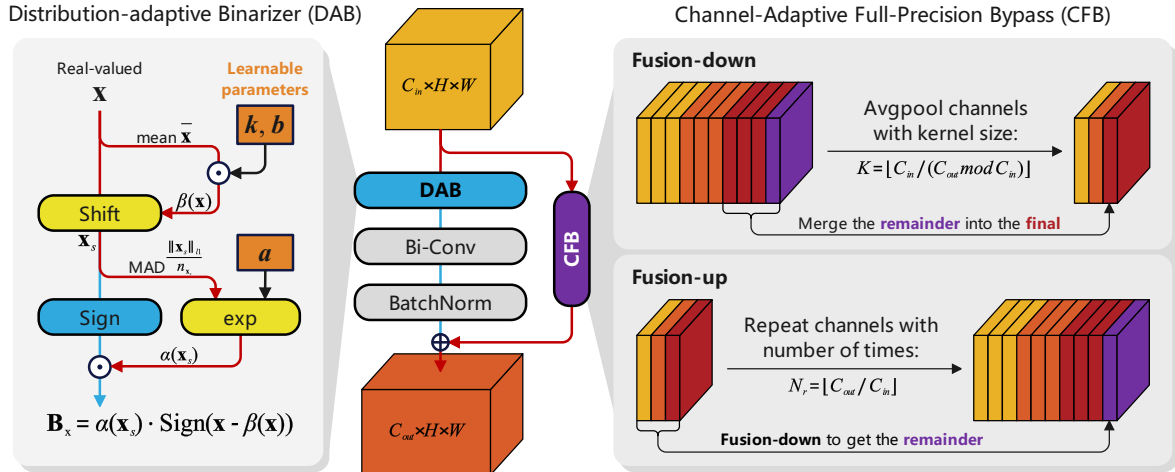 Distribution-adaptive Binarizer (DAB)
Real-valued
x
Learnable
parameters
k, b
mean x̄
β(x)
Shift
x_s
MAD ‖x_s‖_l1 / n_x_s
a
Sign
exp
α(x_s)
B_x = α(x_s) · Sign(x - β(x))
C_in×H×W
DAB
Bi-Conv
BatchNorm
CFB
C_out×H×W
Channel-Adaptive Full-Precision Bypass (CFB)
Fusion-down
Avgpool channels
with kernel size:
K=⌊C_in/(C_out mod C_in)⌋
Merge the remainder into the final
Fusion-up
Repeat channels with
number of times:
N_r=⌊C_out/C_in⌋
Fusion-down to get the remainder